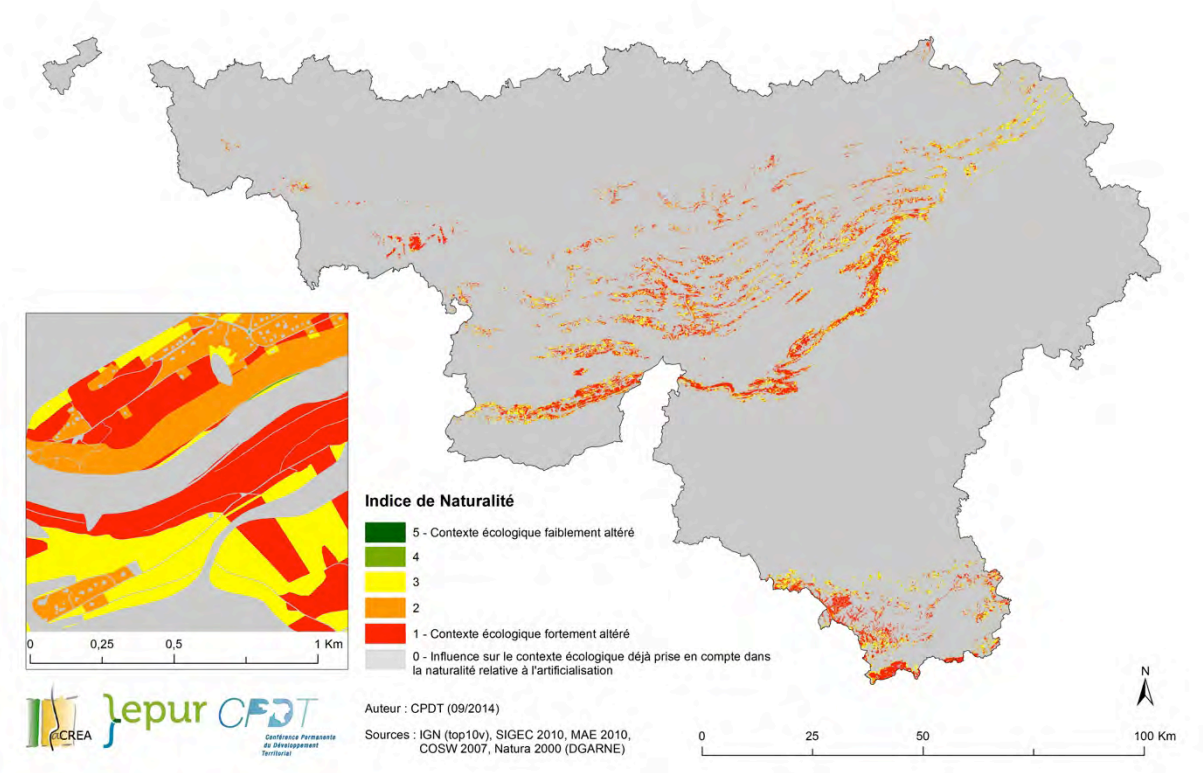 Indice de Naturalité
5 - Contexte écologique faiblement altéré
4
3
2
1 - Contexte écologique fortement altéré
0 - Influence sur le contexte écologique déjà prise en compte dans
la naturalité relative à l'artificialisation
0 0,25 0,5 1 Km
CREA
lepur
CPDT
Conférence Permanente
du Développement
Territorial
Auteur : CPDT (09/2014)
Sources : IGN (top10v), SIGEC 2010, MAE 2010,
COSW 2007, Natura 2000 (DGARNE)
N
0 25 50 100 Km